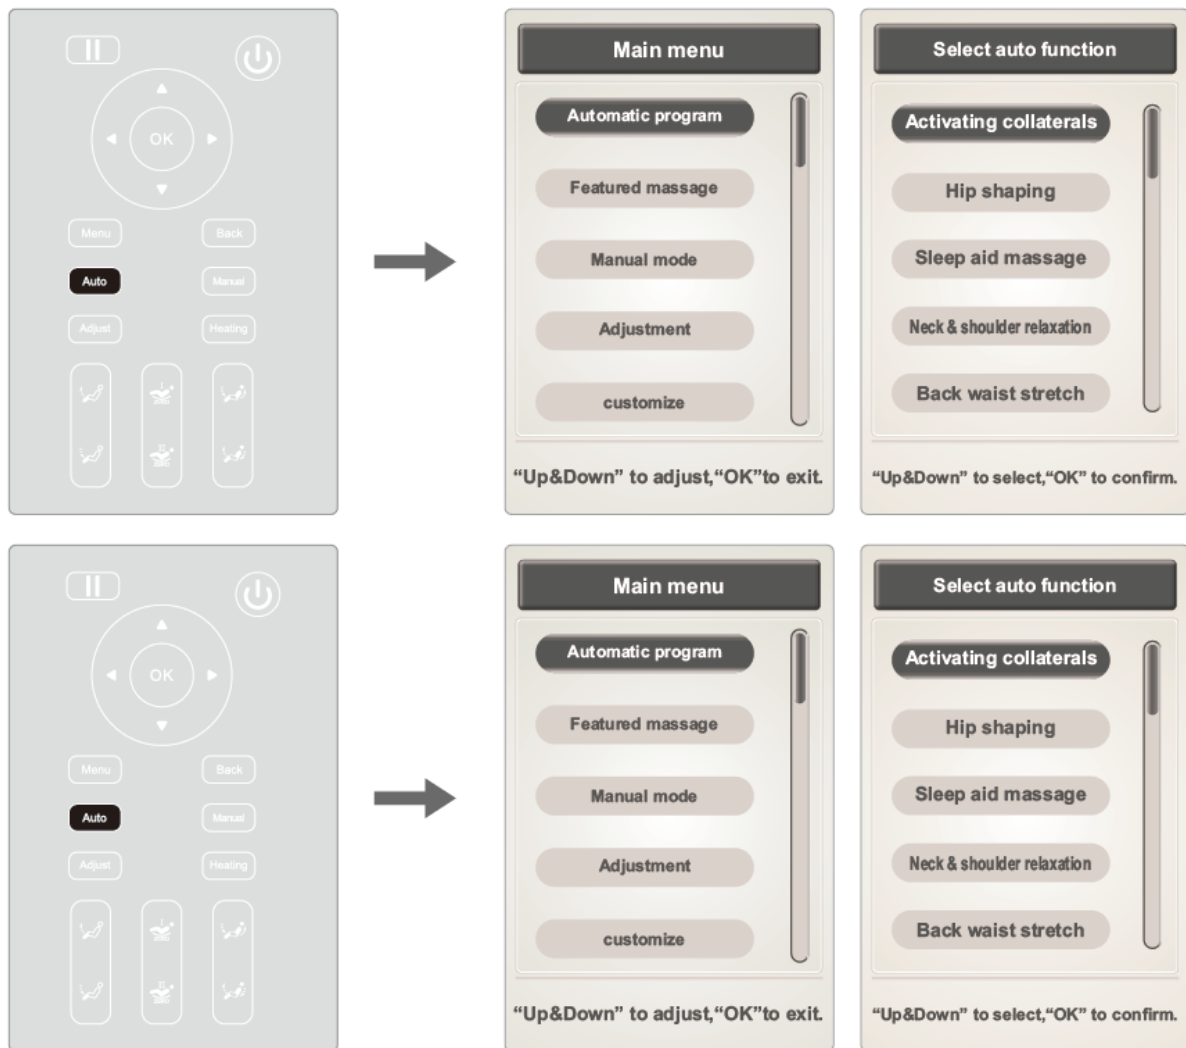 OK
Menu
Back
Auto
Manual
Adjust
Heating
Main menu
Automatic program
Featured massage
Manual mode
Adjustment
customize
“Up&Down” to adjust,“OK”to exit.
Select auto function
Activating collaterals
Hip shaping
Sleep aid massage
Neck & shoulder relaxation
Back waist stretch
“Up&Down” to select,“OK” to confirm.
OK
Menu
Back
Auto
Manual
Adjust
Heating
Main menu
Automatic program
Featured massage
Manual mode
Adjustment
customize
“Up&Down” to adjust,“OK”to exit.
Select auto function
Activating collaterals
Hip shaping
Sleep aid massage
Neck & shoulder relaxation
Back waist stretch
“Up&Down” to select,“OK” to confirm.